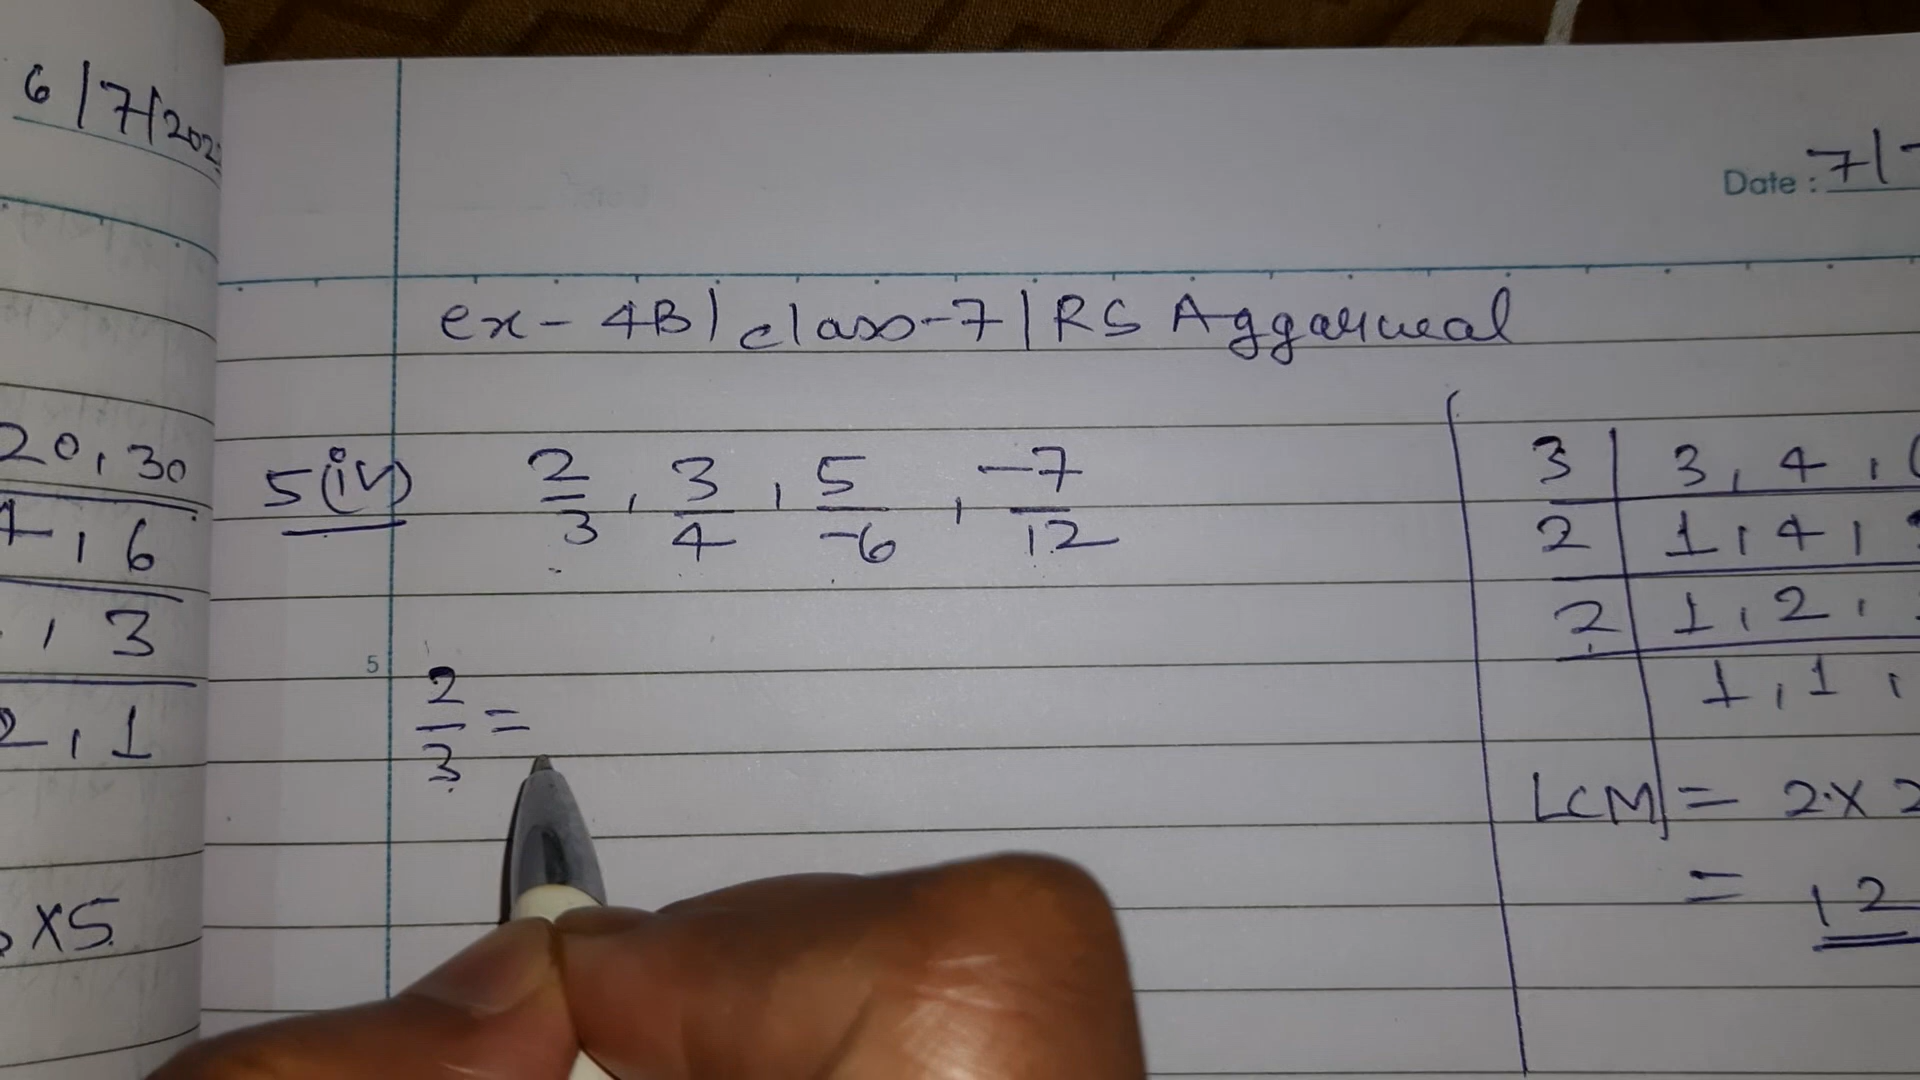 6/7/202
Date : 7/
ex - 4B | class - 7 | RS Aggarwal
20, 30
, 6
, 3
2, 1
x5
5(iv) 2/3, 3/4, 5/-6, -7/12
2/3 =
3 | 3, 4,
2 | 1, 4,
2 | 1, 2,
1, 1,
LCM = 2 x 2
= 12
5